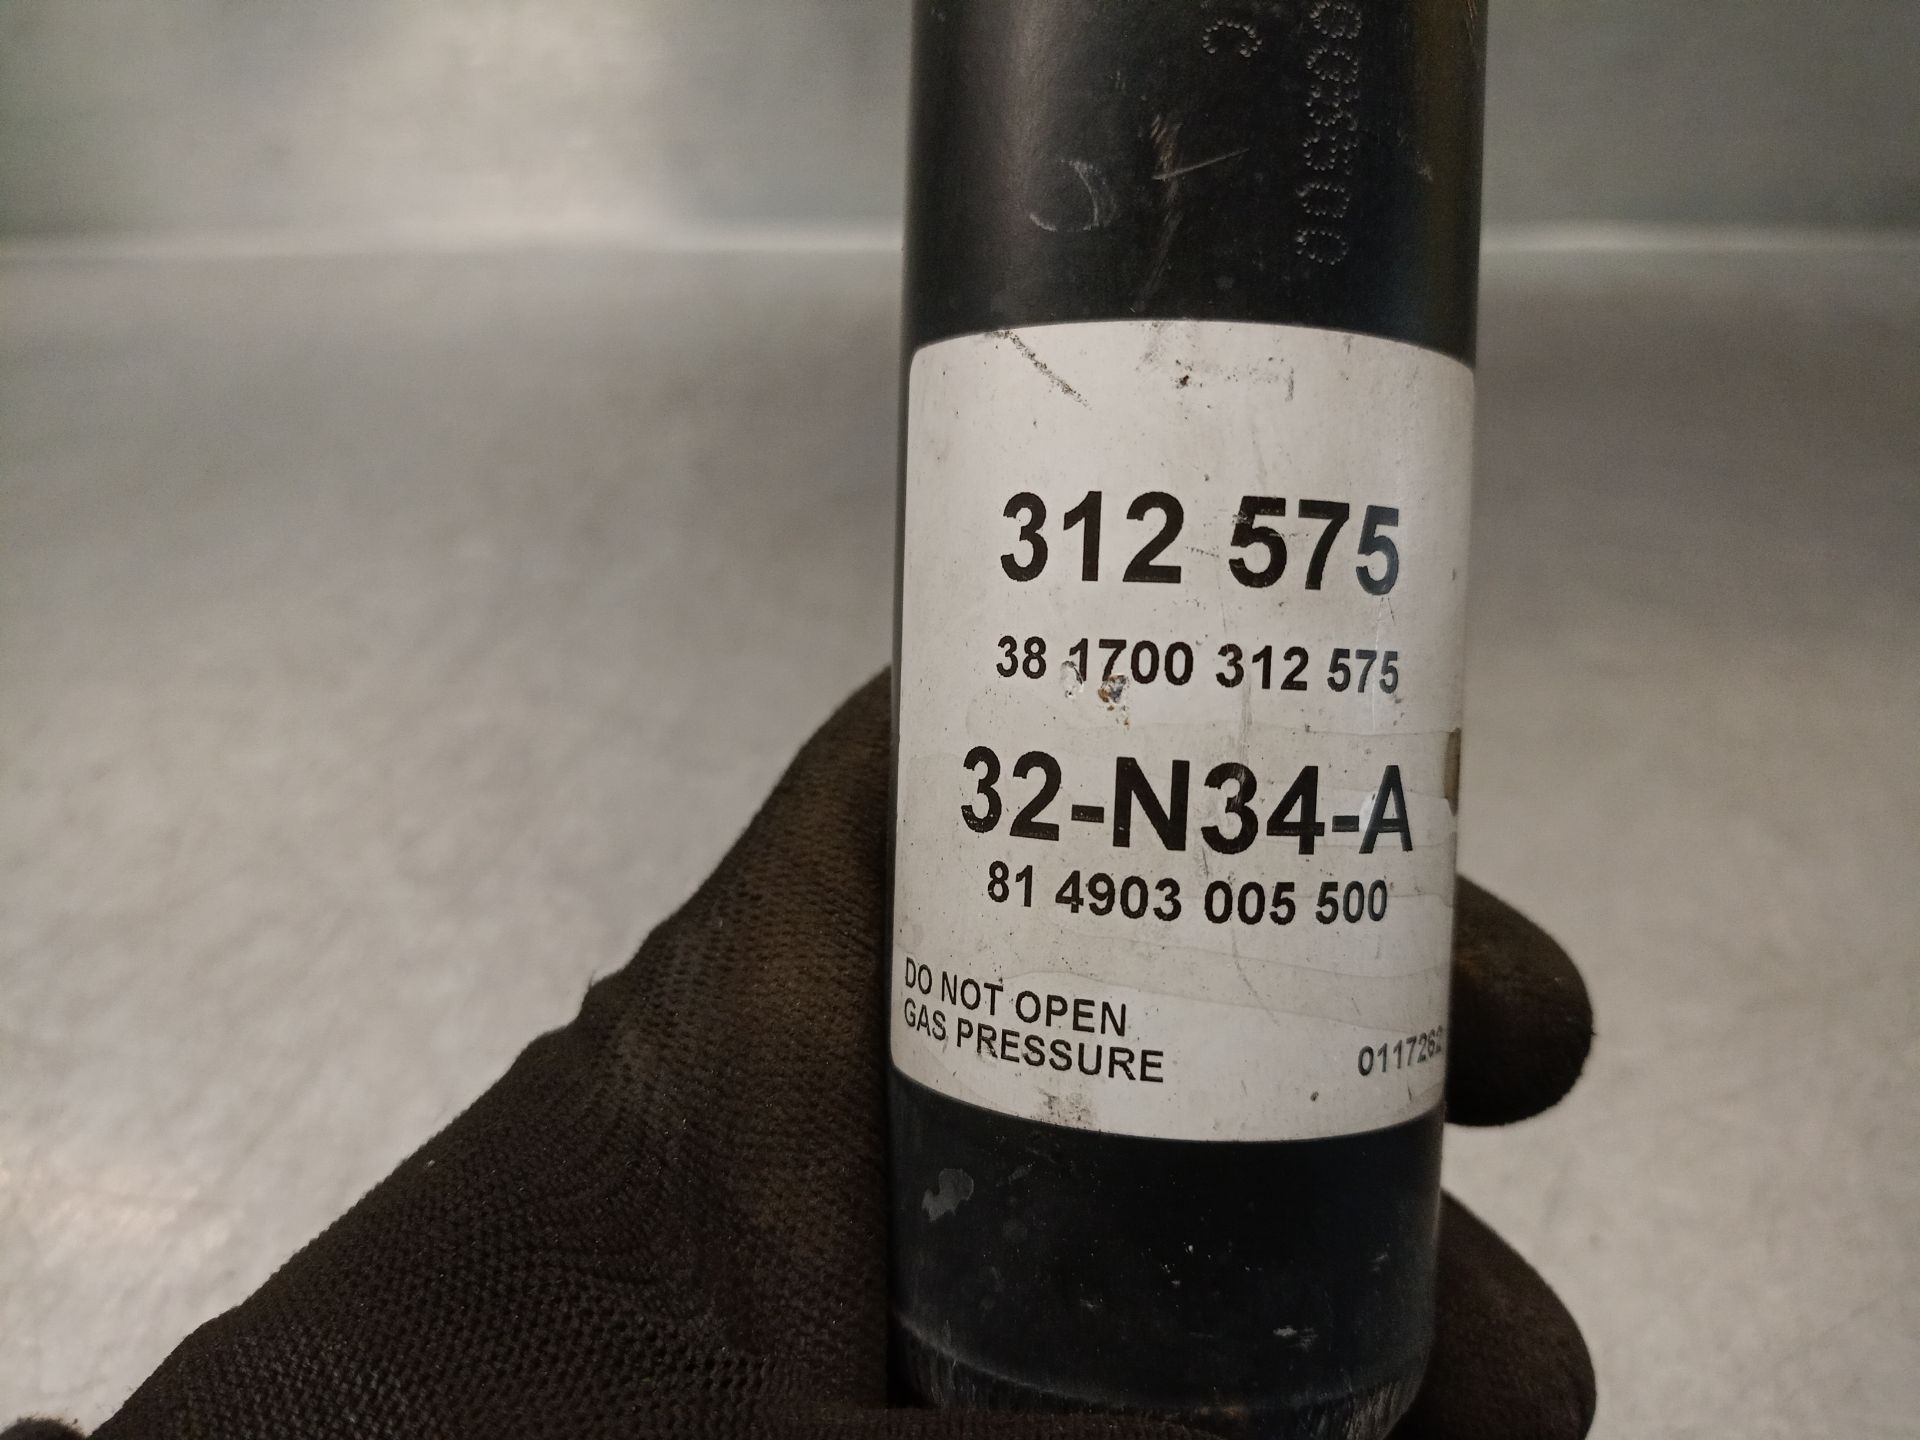 C
312 575
38 1700 312 575
32-N34-A
81 4903 005 500
DO NOT OPEN
GAS PRESSURE